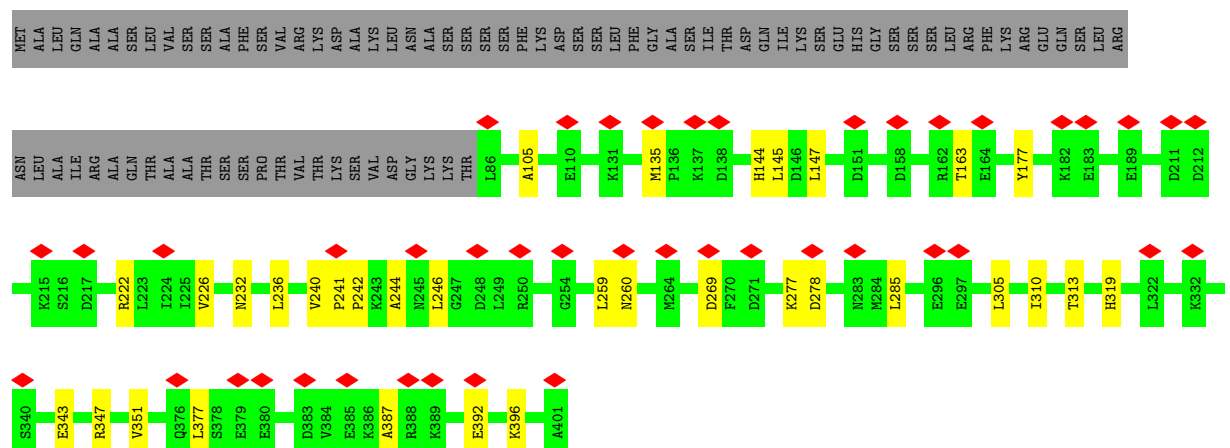 MET ALA LEU GLN ALA ALA SER LEU VAL SER SER ALA PHE SER VAL ARG LYS ASP ALA LYS LEU ASN ALA SER SER SER SER PHE LYS ASP SER SER LEU PHE GLY ALA SER ILE THR ASP GLN ILE LYS SER GLU HIS GLY SER SER SER LEU ARG PHE LYS ARG GLU GLN SER LEU ARG
ASN LEU ALA ILE ARG ALA GLN THR ALA ALA THR SER SER PRO THR VAL THR LYS SER VAL ASP GLY LYS LYS THR L86 A105 E110 K131 M135 P136 K137 D138 H144 L145 D146 L147 D151 D158 R162 T163 E164 Y177 K182 E183 E189 D211 D212
K215 S216 D217 R222 L223 I224 I225 V226 N232 L236 V240 P241 P242 K243 A244 N245 L246 G247 D248 L249 R250 G254 L259 N260 M264 D269 F270 D271 K277 D278 N283 M284 L285 E296 E297 L305 I310 T313 H319 L322 K332
S340 E343 R347 V351 Q376 L377 S378 E379 E380 D383 V384 E385 K386 A387 R388 K389 E392 K396 A401